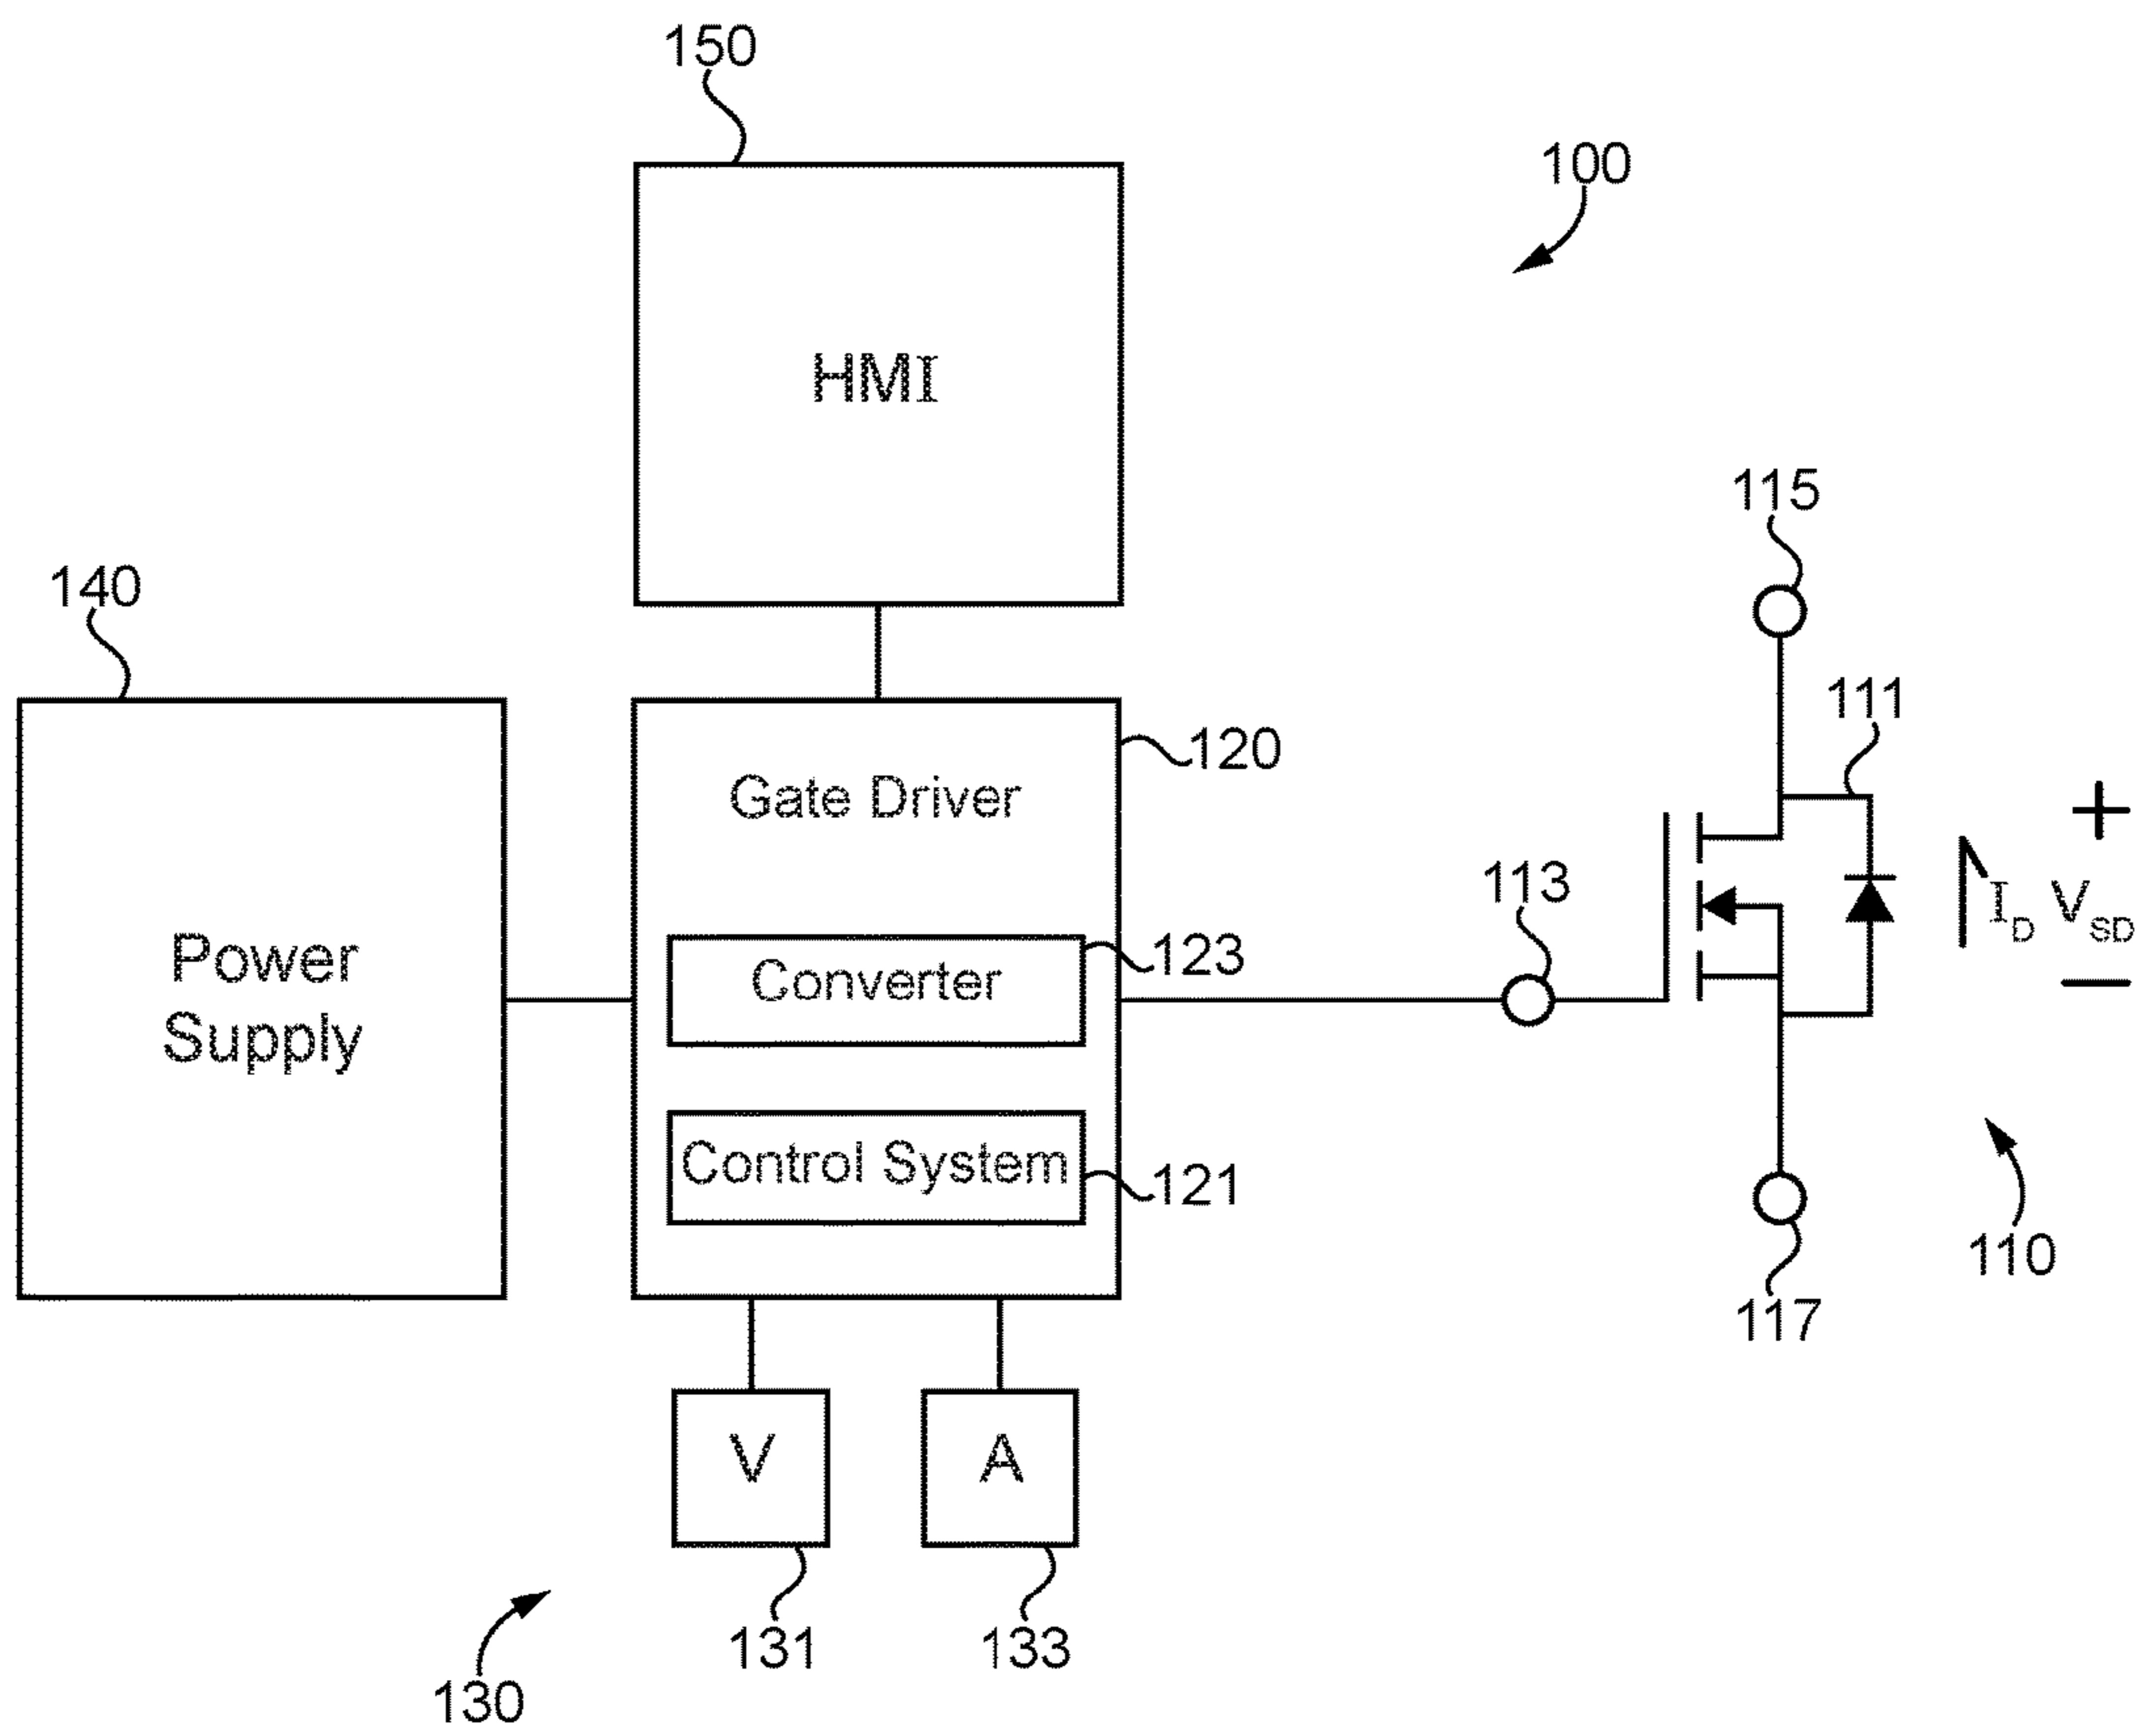 150
100
HMI
115
140
111
120
Gate Driver
+
113
I_D V_SD
Power
Supply
Converter
123
−
Control System
121
110
117
V
A
131
133
130